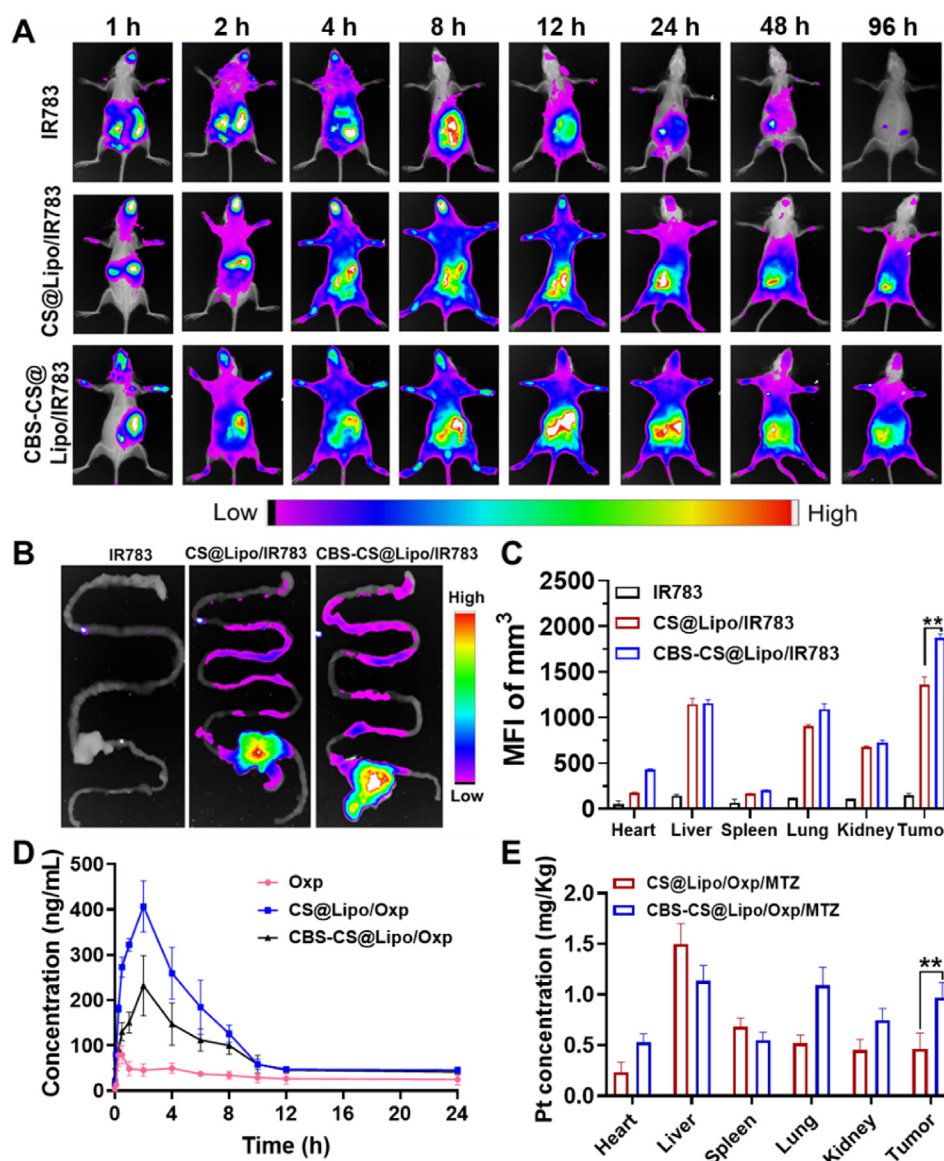 A
1 h 2 h 4 h 8 h 12 h 24 h 48 h 96 h
IR783
CS@Lipo/IR783
CBS-CS@
Lipo/IR783
Low High
B
IR783 CS@Lipo/IR783 CBS-CS@Lipo/IR783
High
Low
C
MFI of mm³
2500
2000
1500
1000
500
0
IR783
CS@Lipo/IR783
CBS-CS@Lipo/IR783
**
Heart Liver Spleen Lung Kidney Tumor
D
Concentration (ng/mL)
500
400
300
200
100
0
Oxp
CS@Lipo/Oxp
CBS-CS@Lipo/Oxp
0 4 8 12 16 20 24
Time (h)
E
Pt concentration (mg/Kg)
2.0
1.5
1.0
0.5
0.0
CS@Lipo/Oxp/MTZ
CBS-CS@Lipo/Oxp/MTZ
**
Heart Liver Spleen Lung Kidney Tumor